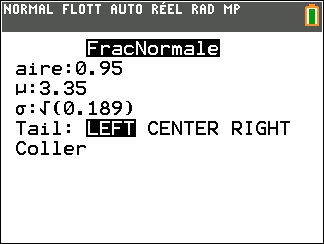 NORMAL FLOTT AUTO RÉEL RAD MP
FracNormale
aire:0.95
μ:3.35
σ:√(0.189)
Tail: LEFT CENTER RIGHT
Coller